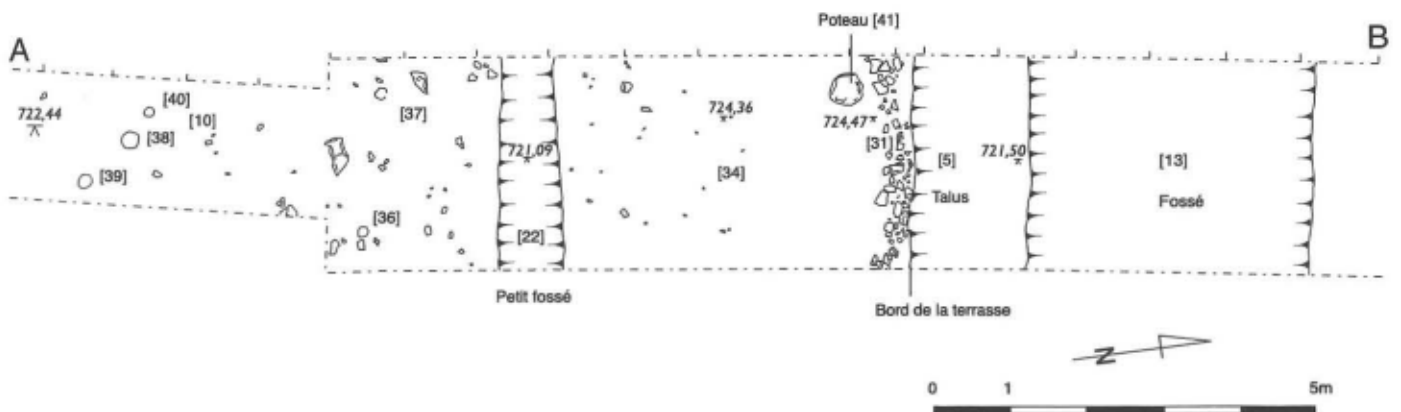 Poteau [41]
A
B
[40]
[37]
722,44
[10]
724,36
[38]
724,47
[31]
721,09
[5]
721,50
[13]
[34]
[39]
Talus
Fossé
[36]
[22]
Petit fossé
Bord de la terrasse
N
0 1 5m